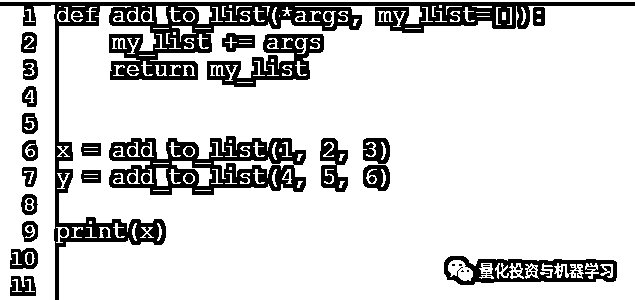 1 def add_to_list(*args, my_list=[]):
2     my_list += args
3     return my_list
4
5
6 x = add_to_list(1, 2, 3)
7 y = add_to_list(4, 5, 6)
8
9 print(x)
10
11
量化投资与机器学习